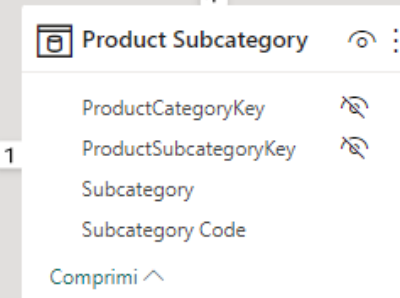 Product Subcategory
ProductCategoryKey
ProductSubcategoryKey
1
Subcategory
Subcategory Code
Comprimi